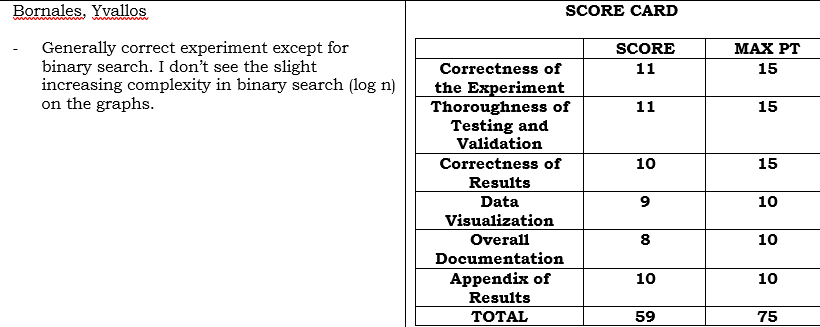 Bornales, Yvallos
- Generally correct experiment except for
binary search. I don't see the slight
increasing complexity in binary search (log n)
on the graphs.
SCORE CARD
SCORE MAX PT
Correctness of
the Experiment 11 15
Thoroughness of
Testing and
Validation 11 15
Correctness of
Results 10 15
Data
Visualization 9 10
Overall
Documentation 8 10
Appendix of
Results 10 10
TOTAL 59 75